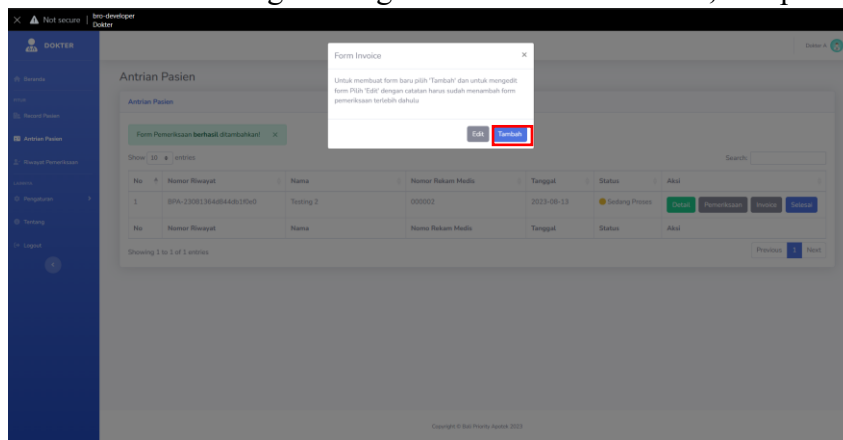 Not secure
bro-developer
Dokter
DOKTER
Dokter A
Beranda
Record Pasien
Antrian Pasien
Riwayat Pemeriksaan
Pengaturan
Tentang
Logout
Antrian Pasien
Antrian Pasien
Form Pemeriksaan berhasil ditambahkan! ×
Form Invoice ×
Untuk membuat form baru pilih 'Tambah' dan untuk mengedit
form Pilih 'Edit' dengan catatan harus sudah menambah form
pemeriksaan terlebih dahulu
Edit Tambah
Show 10 entries
Search:
No Nomor Riwayat Nama Nomor Rekam Medis Tanggal Status Aksi
1 Testing 2 000002 2023-08-13 Sedang Proses Detail Pemeriksaan Invoice Selesai
No Nomor Riwayat Nama Nomo Rekam Medis Tanggal Status Aksi
Showing 1 to 1 of 1 entries
Previous 1 Next